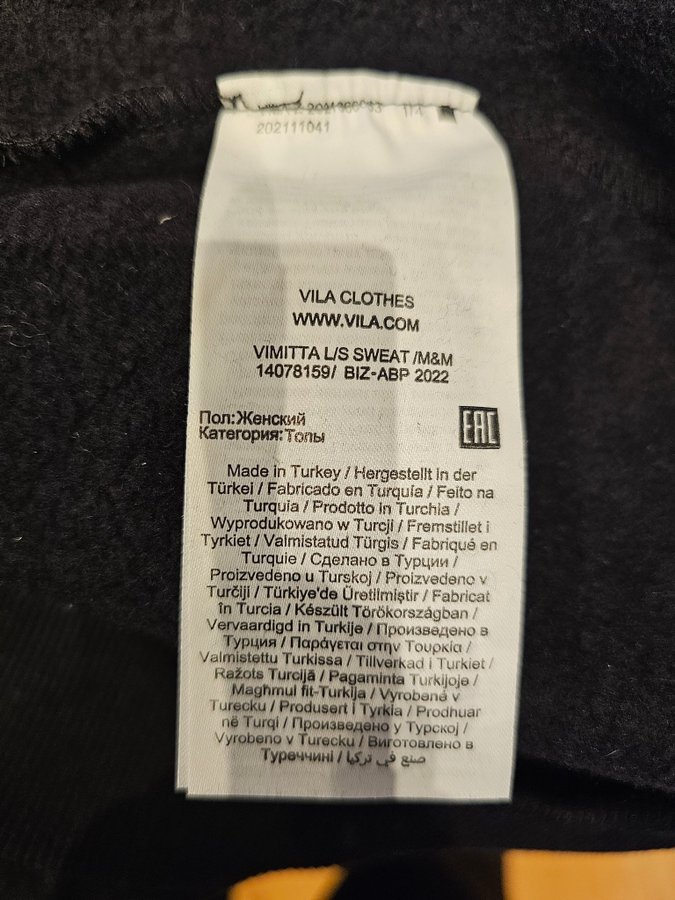 202111041
VILA CLOTHES
WWW.VILA.COM
VIMITTA L/S SWEAT /M&M
14078159/ BIZ-ABP 2022
Пол:Женский
Категория:Топы
EAC
Made in Turkey / Hergestellt in der
Türkei / Fabricado en Turquía / Feito na
Turquia / Prodotto in Turchia /
Wyprodukowano w Turcji / Fremstillet i
Tyrkiet / Valmistatud Türgis / Fabriqué en
Turquie / Сделано в Турции /
Proizvedeno u Turskoj / Proizvedeno v
Turčiji / Türkiye'de Üretilmiştir / Fabricat
în Turcia / Készült Törökországban /
Vervaardigd in Turkije / Произведено в
Турция / Παράγεται στην Τουρκία /
Valmistettu Turkissa / Tillverkad i Turkiet /
Ražots Turcijā / Pagaminta Turkijoje /
Magħmul fit-Turkija / Vyrobené v
Turecku / Produsert i Tyrkia / Prodhuar
në Turqi / Произведено у Турској /
Vyrobeno v Turecku / Виготовлено в
Туреччині / صنع في تركيا